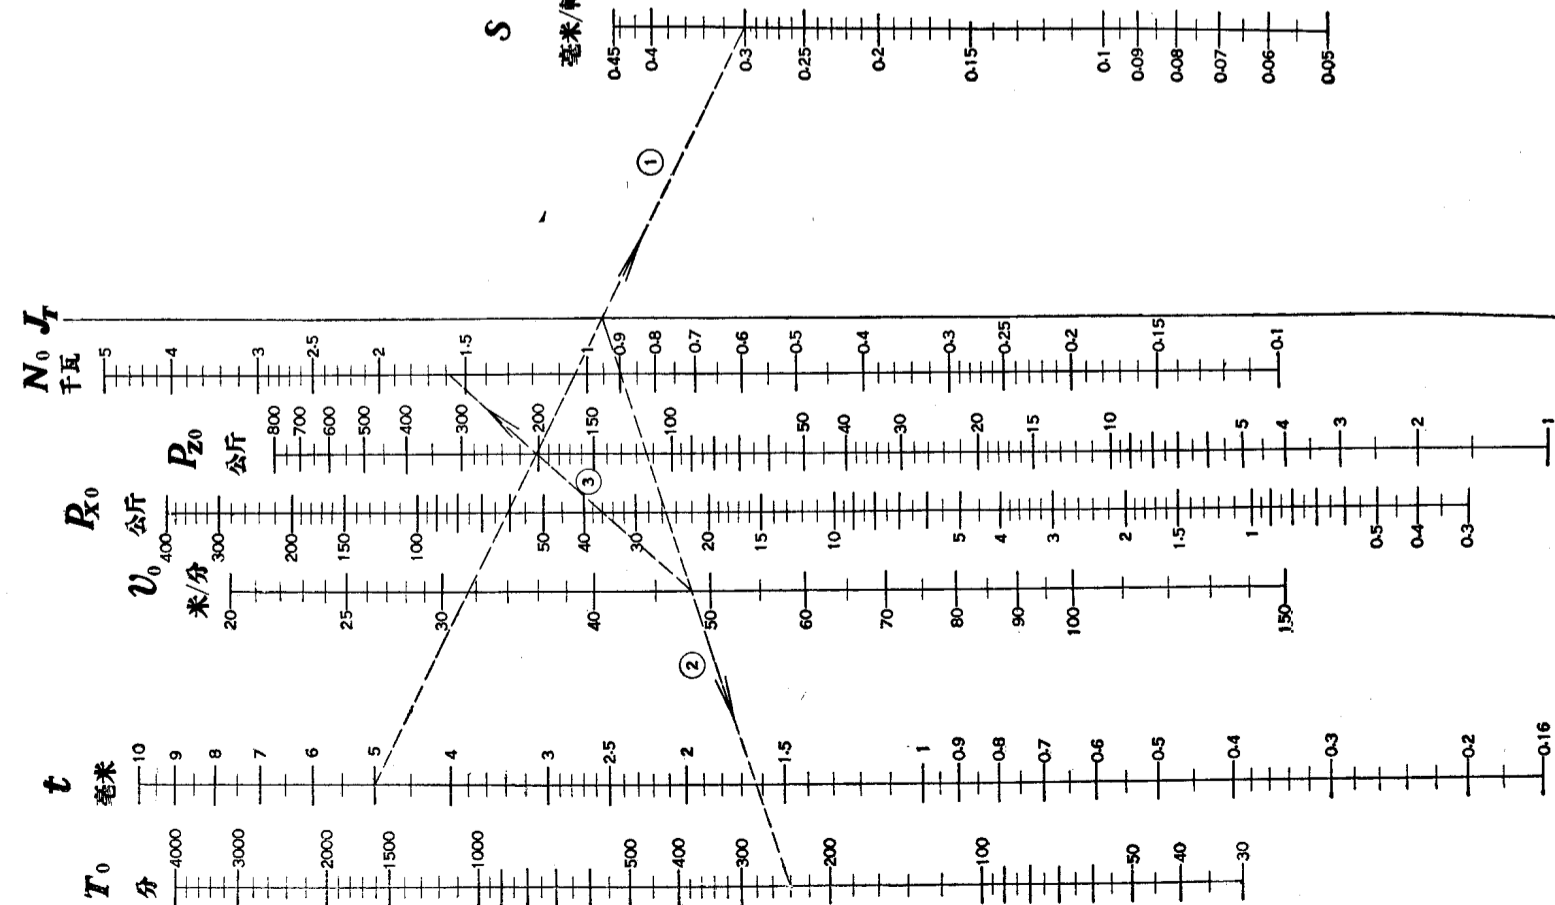 30 40 50 100 200 300 400 500 1000 1500 2000 3000 4000 分 T₀
0·16 0·2 0·3 0·4 0·5 0·6 0·7 0·8 0·9 1 1·5 2 2·5 3 4 5 6 7 8 9 10 毫米 t
②
150 100 90 80 70 60 50 40 30 25 20 米/分 v₀
0·3 0·4 0·5 1 1·5 2 3 4 5 10 15 20 30 40 50 100 150 200 300 400 公斤 Px₀
③
1 2 3 4 5 10 15 20 30 40 50 100 150 200 300 400 500 600 700 800 公斤 Pz₀
0·1 0·15 0·2 0·25 0·3 0·4 0·5 0·6 0·7 0·8 0·9 1 1·5 2 2·5 3 4 5 千瓦 N₀
J_T
①
0·05 0·06 0·07 0·08 0·09 0·1 0·15 0·2 0·25 0·3 0·4 0·45 毫米/ S